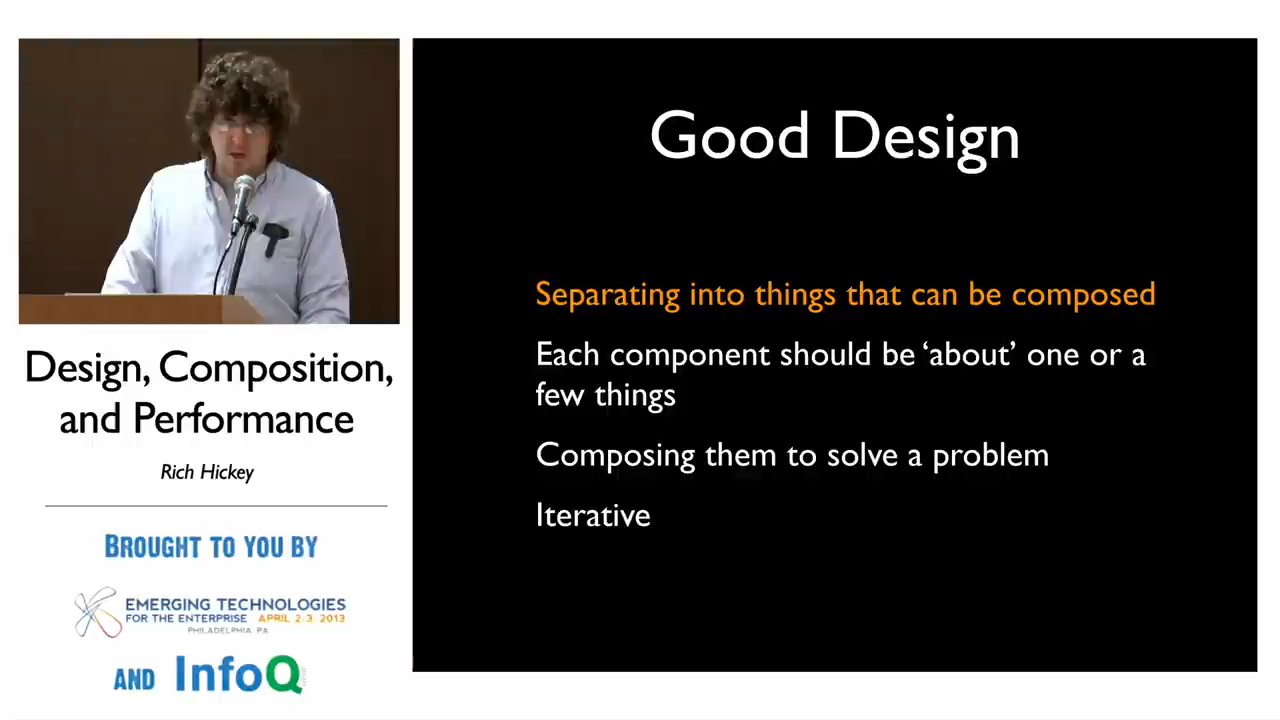 Design, Composition,
and Performance
Rich Hickey
BROUGHT TO YOU BY
EMERGING TECHNOLOGIES
FOR THE ENTERPRISE APRIL 2-3, 2013
PHILADELPHIA, PA
AND InfoQ
Good Design
Separating into things that can be composed
Each component should be ‘about’ one or a
few things
Composing them to solve a problem
Iterative